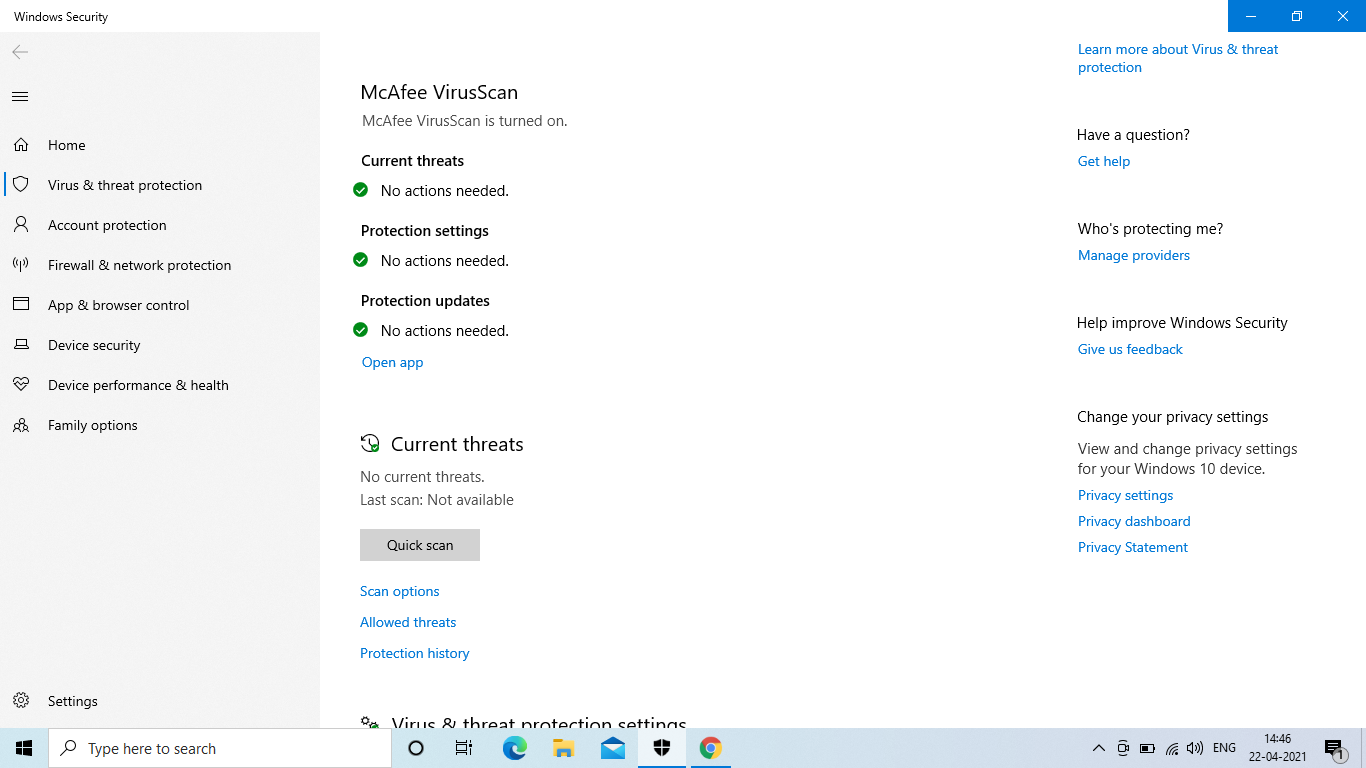 Windows Security
Home
Virus & threat protection
Account protection
Firewall & network protection
App & browser control
Device security
Device performance & health
Family options
Settings
McAfee VirusScan
McAfee VirusScan is turned on.
Current threats
No actions needed.
Protection settings
No actions needed.
Protection updates
No actions needed.
Open app
Current threats
No current threats.
Last scan: Not available
Quick scan
Scan options
Allowed threats
Protection history
Virus & threat protection settings
Learn more about Virus & threat
protection
Have a question?
Get help
Who's protecting me?
Manage providers
Help improve Windows Security
Give us feedback
Change your privacy settings
View and change privacy settings
for your Windows 10 device.
Privacy settings
Privacy dashboard
Privacy Statement
Type here to search
ENG
14:46
22-04-2021
1